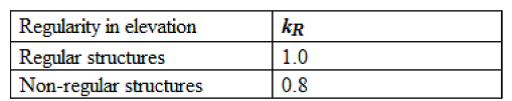 Regularity in elevation kR
Regular structures 1.0
Non-regular structures 0.8